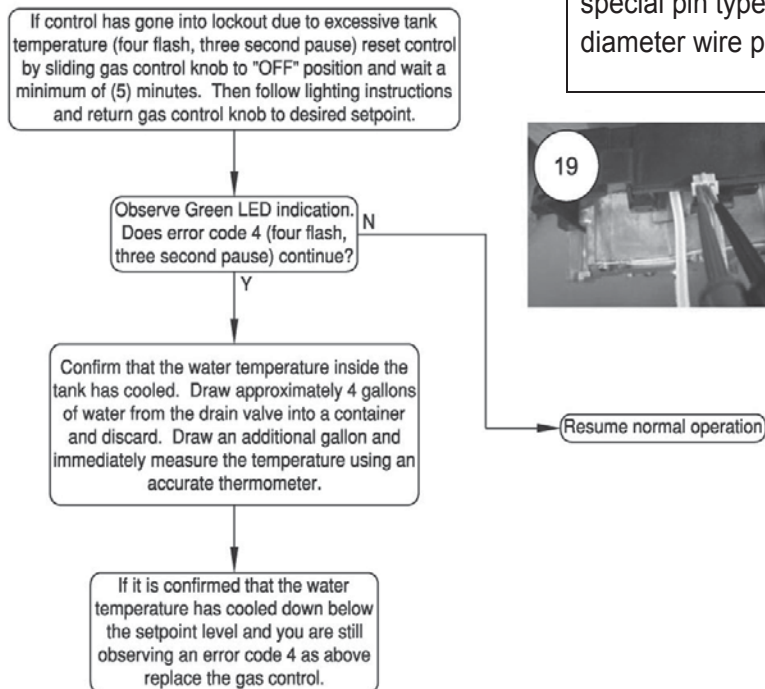 If control has gone into lockout due to excessive tank
temperature (four flash, three second pause) reset control
by sliding gas control knob to "OFF" position and wait a
minimum of (5) minutes. Then follow lighting instructions
and return gas control knob to desired setpoint.
special pin type
diameter wire p
19
Observe Green LED indication.
Does error code 4 (four flash,
three second pause) continue?
N
Y
Confirm that the water temperature inside the
tank has cooled. Draw approximately 4 gallons
of water from the drain valve into a container
and discard. Draw an additional gallon and
immediately measure the temperature using an
accurate thermometer.
Resume normal operation
If it is confirmed that the water
temperature has cooled down below
the setpoint level and you are still
observing an error code 4 as above
replace the gas control.